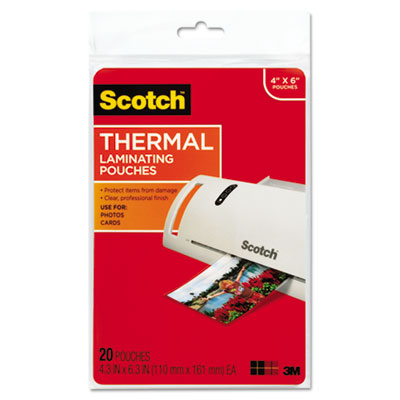 4" X 6"
POUCHES
Scotch
THERMAL
LAMINATING
POUCHES
• Protect items from damage
• Clear, professional finish
USE FOR:
PHOTOS
CARDS
Scotch
20 POUCHES
4.3 IN x 6.3 IN (110 mm x 161 mm) EA.
3M